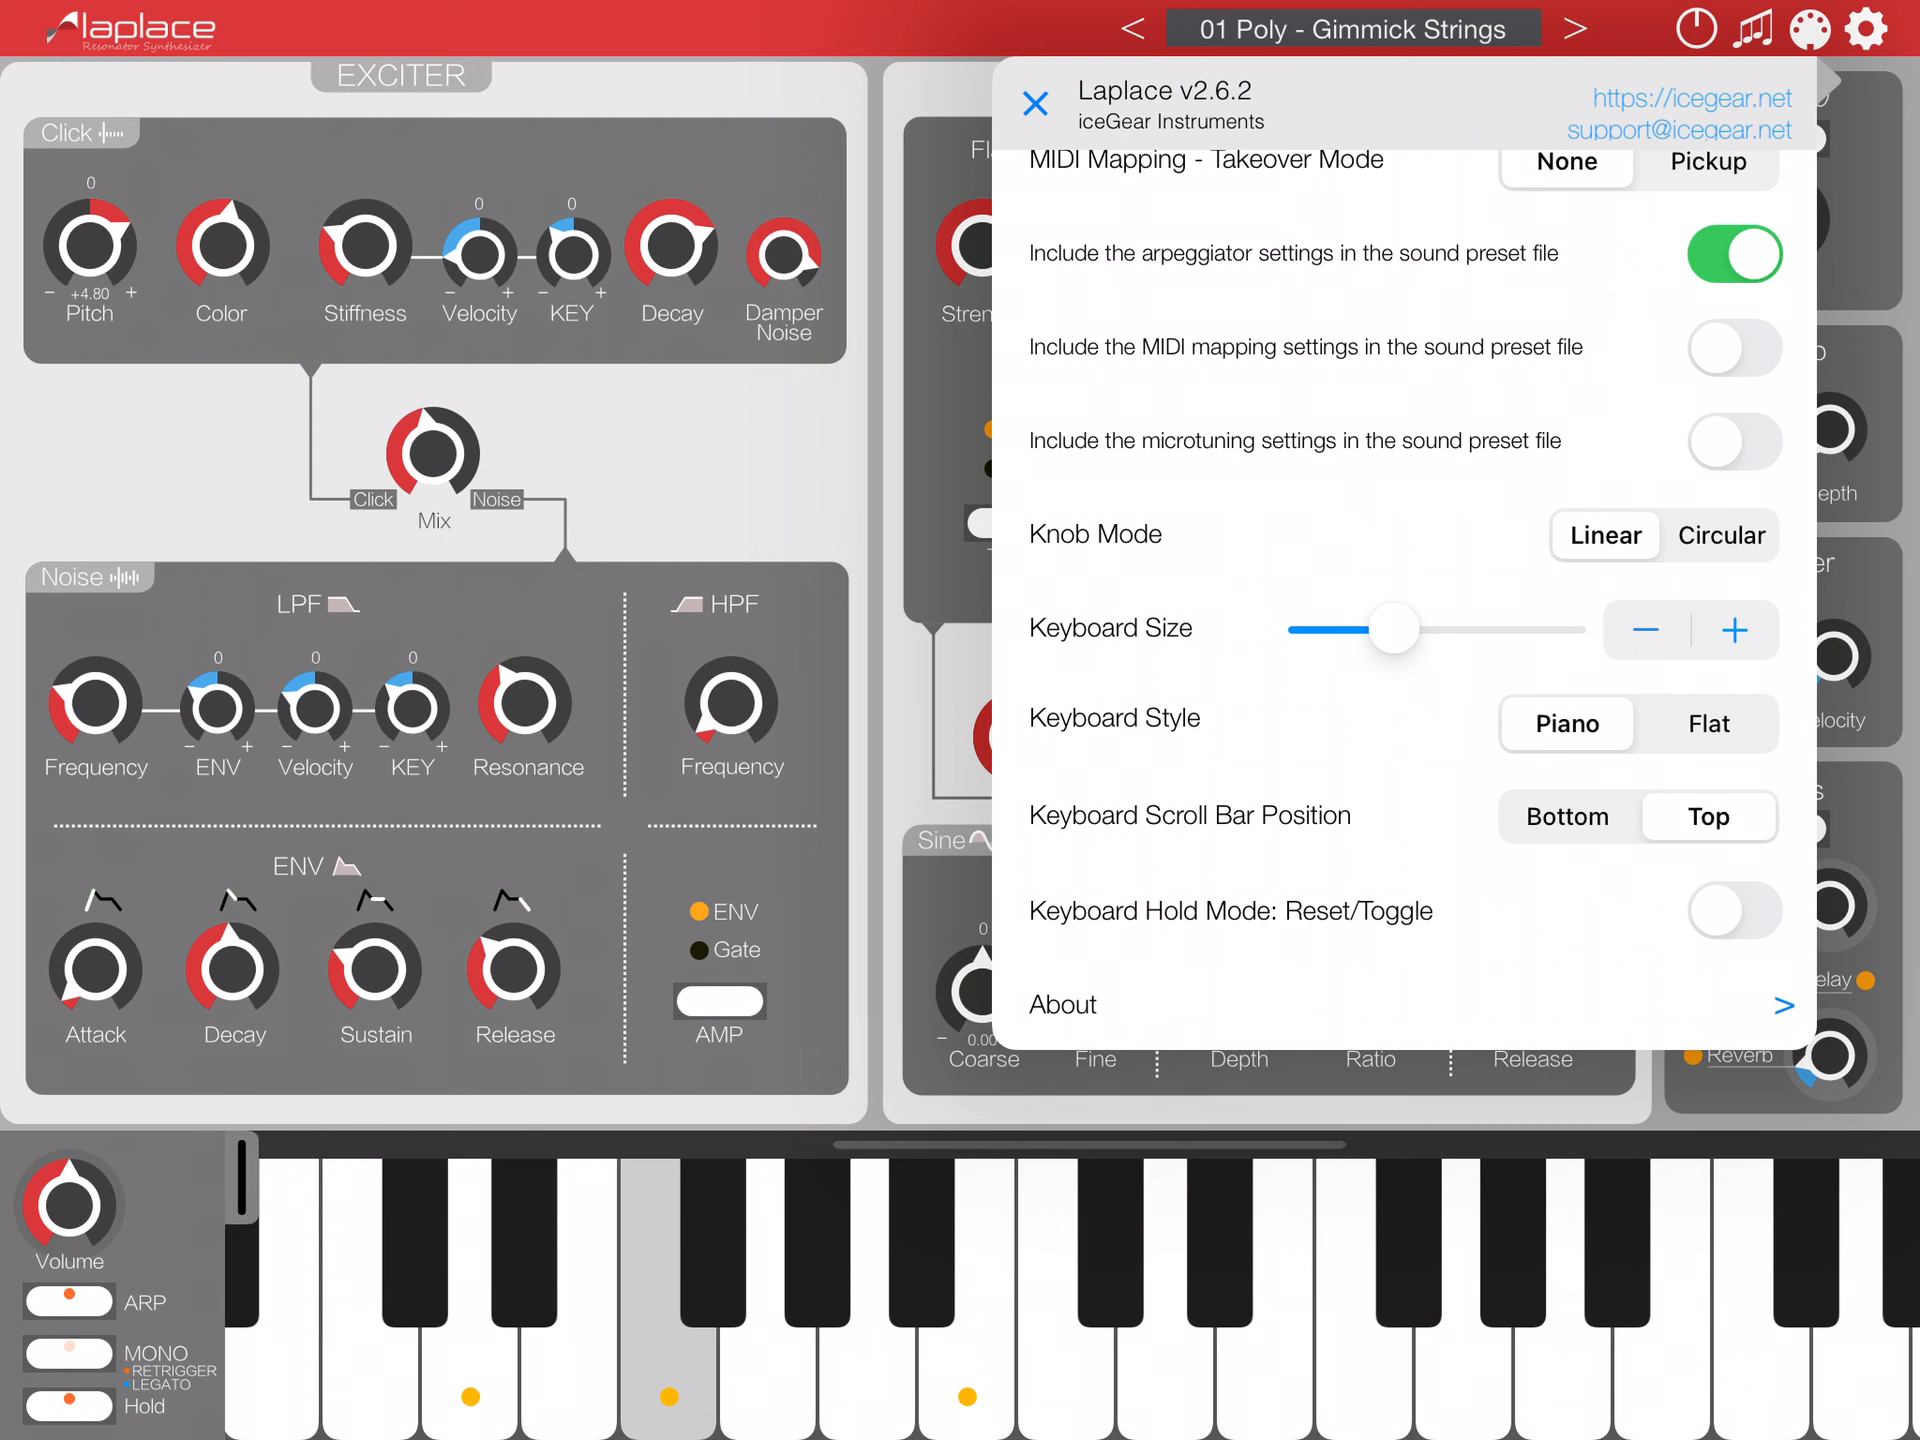 laplace
Resonator Synthesizer
<
01 Poly - Gimmick Strings
>
EXCITER
Click
0
0
0
− +4.80 +
− +
− +
Pitch
Color
Stiffness
Velocity
KEY
Decay
Damper
Noise
Click
Noise
Mix
Noise
LPF
HPF
0
0
0
− +
− +
− +
Frequency
ENV
Velocity
KEY
Resonance
Frequency
ENV
ENV
Gate
Attack
Decay
Sustain
Release
AMP
Laplace v2.6.2
iceGear Instruments
https://icegear.net
support@icegear.net
MIDI Mapping - Takeover Mode
None
Pickup
Include the arpeggiator settings in the sound preset file
Include the MIDI mapping settings in the sound preset file
Include the microtuning settings in the sound preset file
Knob Mode
Linear
Circular
Keyboard Size
− +
Keyboard Style
Piano
Flat
Keyboard Scroll Bar Position
Bottom
Top
Keyboard Hold Mode: Reset/Toggle
About
>
Sine
0
− 0.00
Coarse
Fine
Depth
Ratio
Release
epth
elocity
elay
Reverb
Volume
ARP
MONO
RETRIGGER
LEGATO
Hold